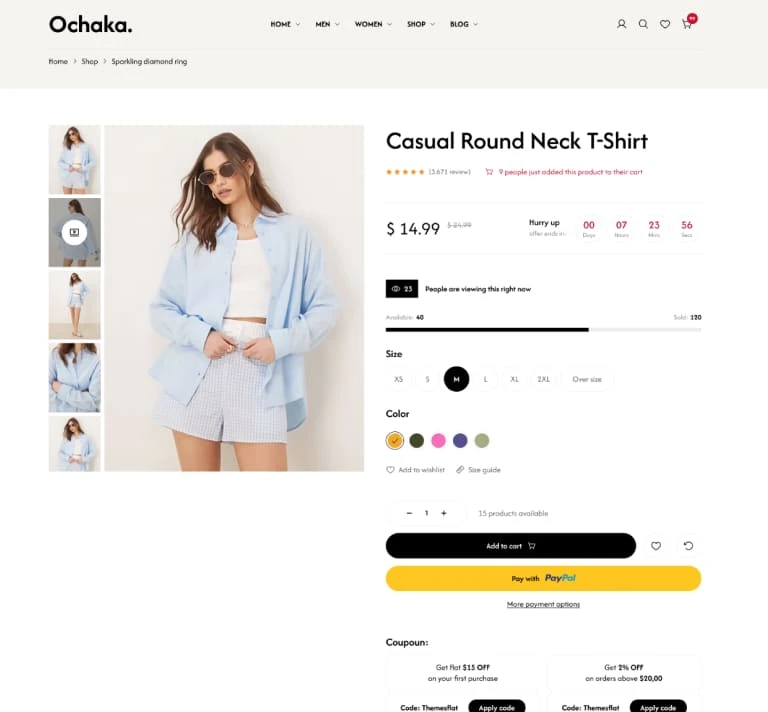 Ochaka.
HOME MEN WOMEN SHOP BLOG
Home > Shop > Sparkling diamond ring
Casual Round Neck T-Shirt
(3.671 review) 9 people just added this product to their cart
$ 14.99 $ 24.99
Hurry up
offer ends in:
00 07 23 56
Days Hours Mins Secs
23 People are viewing this right now
Available: 40 Sold: 120
Size
XS S M L XL 2XL Over size
Color
Add to wishlist Size guide
− 1 + 15 products available
Add to cart
Pay with PayPal
More payment options
Coupoun:
Get flat $15 OFF
on your first purchase
Code: Themesflat Apply code
Get 2% OFF
on orders above $20,00
Code: Themesflat Apply code